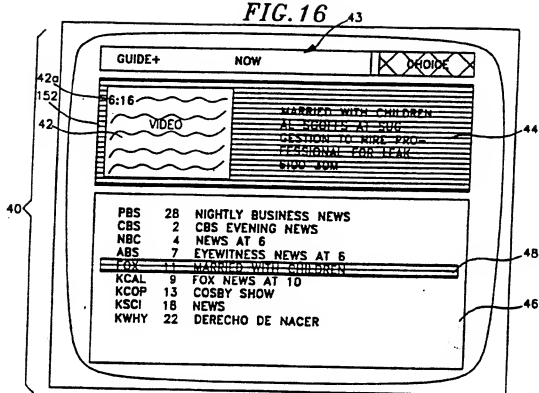 FIG. 16
43
GUIDE+ NOW CHOICE
42a
6:16
152
VIDEO
42
MARRIED WITH CHILDREN
AL SCOFFS AT SUG-
GESTION TO HIRE PRO-
FESSIONAL FOR LEAK
6:00 30M
44
40
PBS 28 NIGHTLY BUSINESS NEWS
CBS 2 CBS EVENING NEWS
NBC 4 NEWS AT 6
ABS 7 EYEWITNESS NEWS AT 6
FOX 11 MARRIED WITH CHILDREN
48
KCAL 9 FOX NEWS AT 10
KCOP 13 COSBY SHOW
46
KSCI 18 NEWS
KWHY 22 DERECHO DE NACER